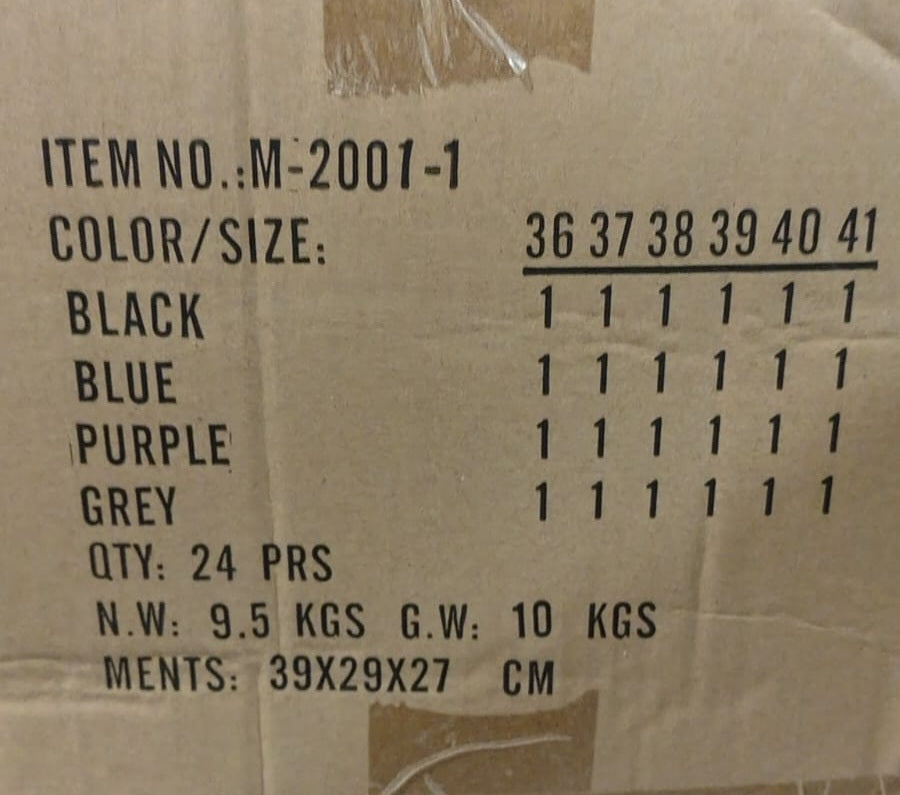 ITEM NO.:M-2001-1
COLOR/SIZE: 36 37 38 39 40 41
BLACK 1 1 1 1 1 1
BLUE 1 1 1 1 1 1
PURPLE 1 1 1 1 1 1
GREY 1 1 1 1 1 1
QTY: 24 PRS
N.W: 9.5 KGS G.W: 10 KGS
MENTS: 39X29X27 CM